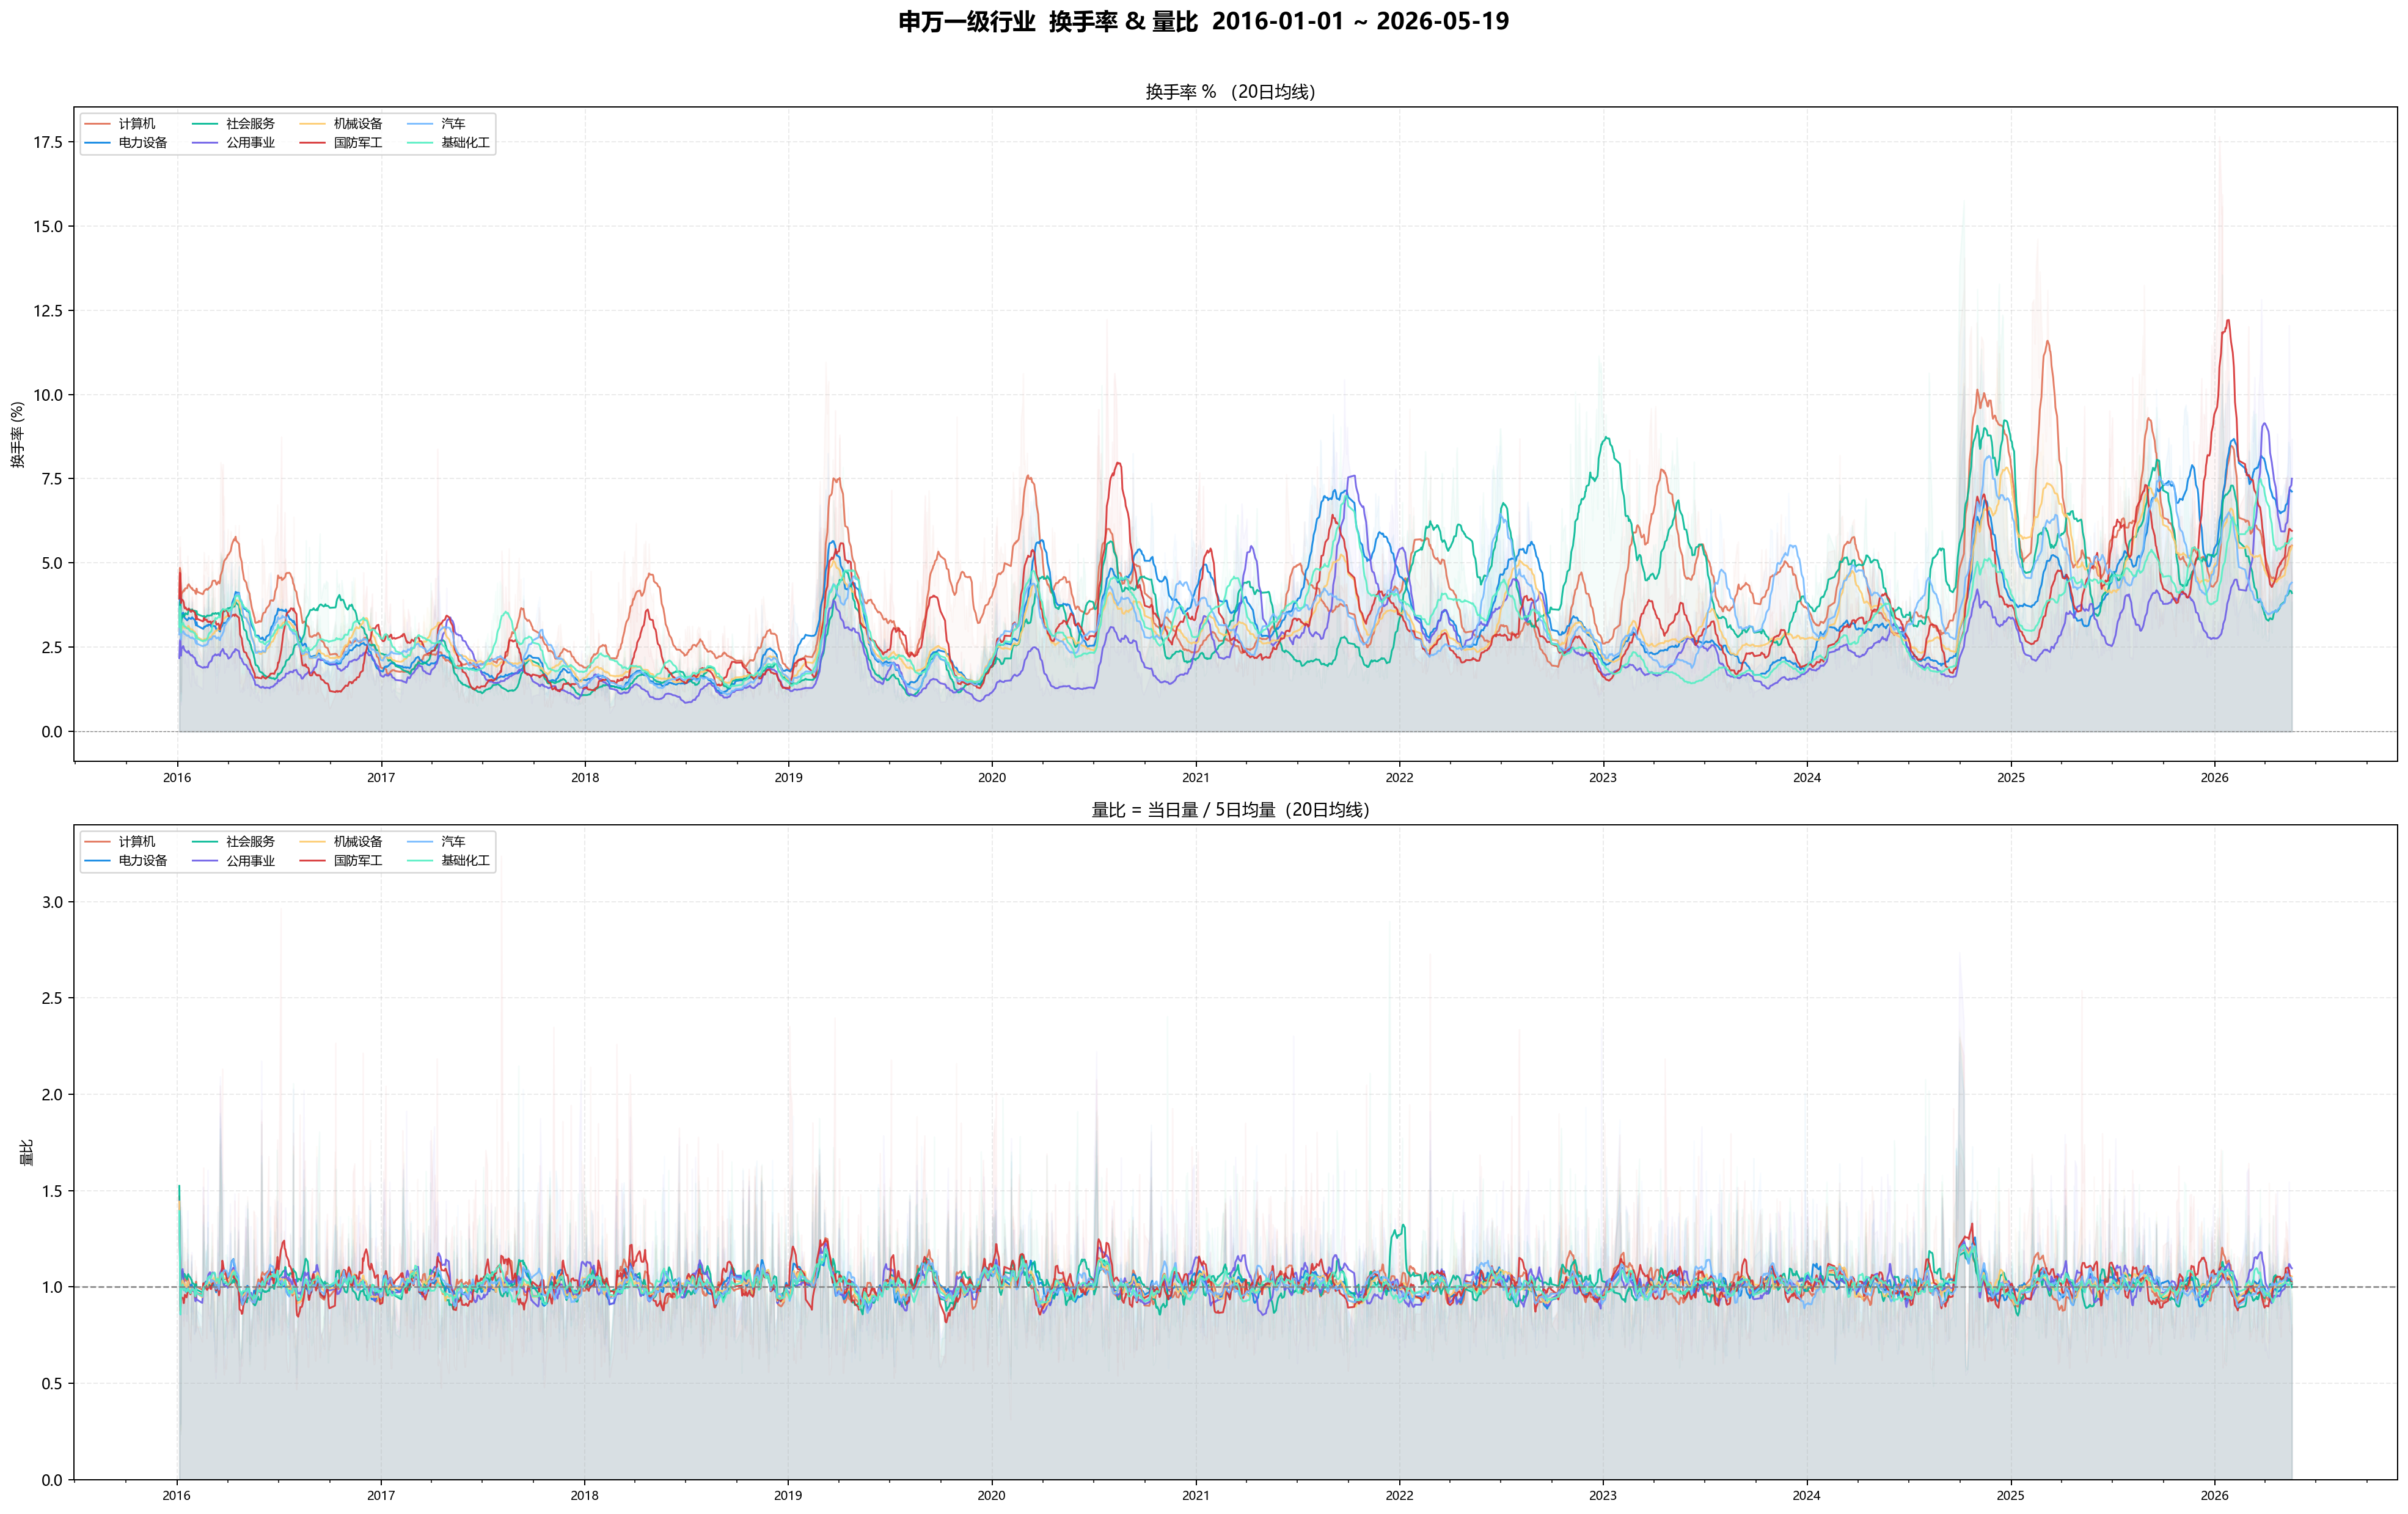 申万一级行业 换手率 & 量比 2016-01-01 ~ 2026-05-19
换手率 % （20日均线）
计算机 社会服务 机械设备 汽车
电力设备 公用事业 国防军工 基础化工
换手率 (%)
17.5
15.0
12.5
10.0
7.5
5.0
2.5
0.0
2016 2017 2018 2019 2020 2021 2022 2023 2024 2025 2026
量比 = 当日量 / 5日均量（20日均线）
计算机 社会服务 机械设备 汽车
电力设备 公用事业 国防军工 基础化工
量比
3.0
2.5
2.0
1.5
1.0
0.5
0.0
2016 2017 2018 2019 2020 2021 2022 2023 2024 2025 2026